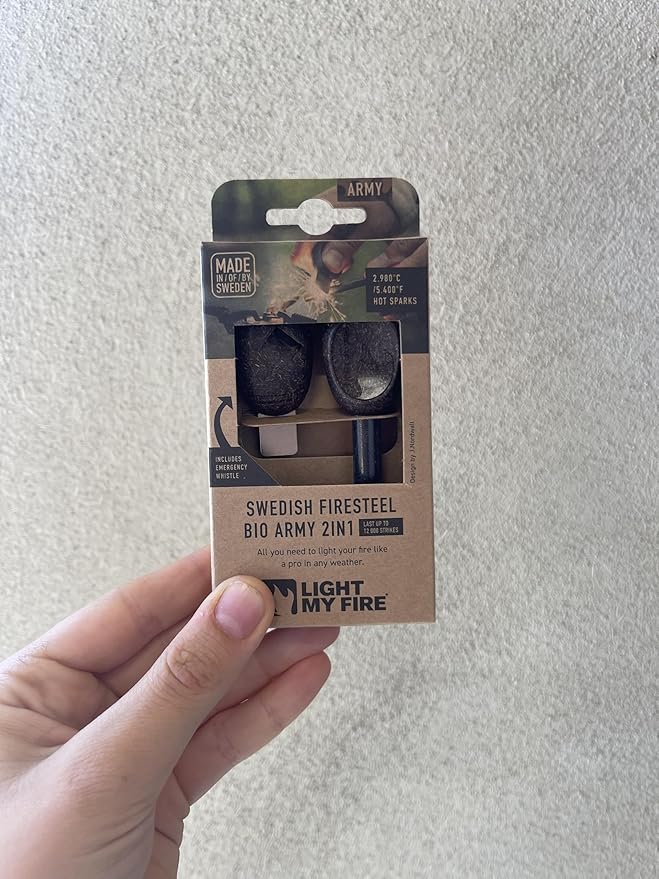 ARMY
MADE
IN/OF/BY
SWEDEN
2.980°C
/5.400°F
HOT SPARKS
INCLUDES
EMERGENCY
WHISTLE
Design by J.Nordwall
SWEDISH FIRESTEEL
BIO ARMY 2IN1
LAST UP TO
12 000 STRIKES
All you need to light your fire like
a pro in any weather.
LIGHT
MY FIRE®